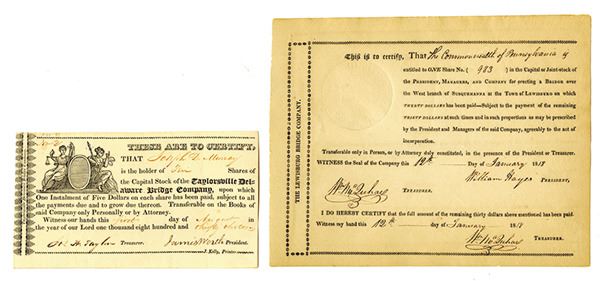 THESE ARE TO CERTIFY,
THAT Joseph D. Murray
is the holder of Ten Shares of
the Capital Stock of the Taylorsville Del-
aware Bridge Company, upon which
One Instalment of Five Dollars on each share has been paid, subject to all
the payments due and to grow due thereon. Transferable on the Books of
said Company only Personally or by Attorney.
Witness our hands this day of August in
the year of our Lord one thousand eight hundred and
Treasurer. President.
J. Kelly, Printer.
THE LEWISBURG BRIDGE COMPANY.
This is to certify, That The Commonwealth of Pennsylvania is
entitled to ONE Share No. ( 983 ) in the Capital or Joint-stock of
the PRESIDENT, MANAGERS, AND COMPANY for erecting a BRIDGE over
the West branch of SUSQUEHANNA at the Town of LEWISBURG on which
TWENTY DOLLARS has been paid—Subject to the payment of the remaining
THIRTY DOLLARS at such times and in such proportions as may be prescribed
by the President and Managers of the said Company, agreeably to the act of
incorporation.
Transferable only in Person, or by Attorney duly constituted, in the presence of the President or Treasurer.
WITNESS the Seal of the Company this 12th Day of January 1818
William Hayes PRESIDENT,
TREASURER.
I DO HEREBY CERTIFY that the full amount of the remaining thirty dollars above mentioned has been paid.
Witness my hand this 12th day of January 1818
TREASURER.